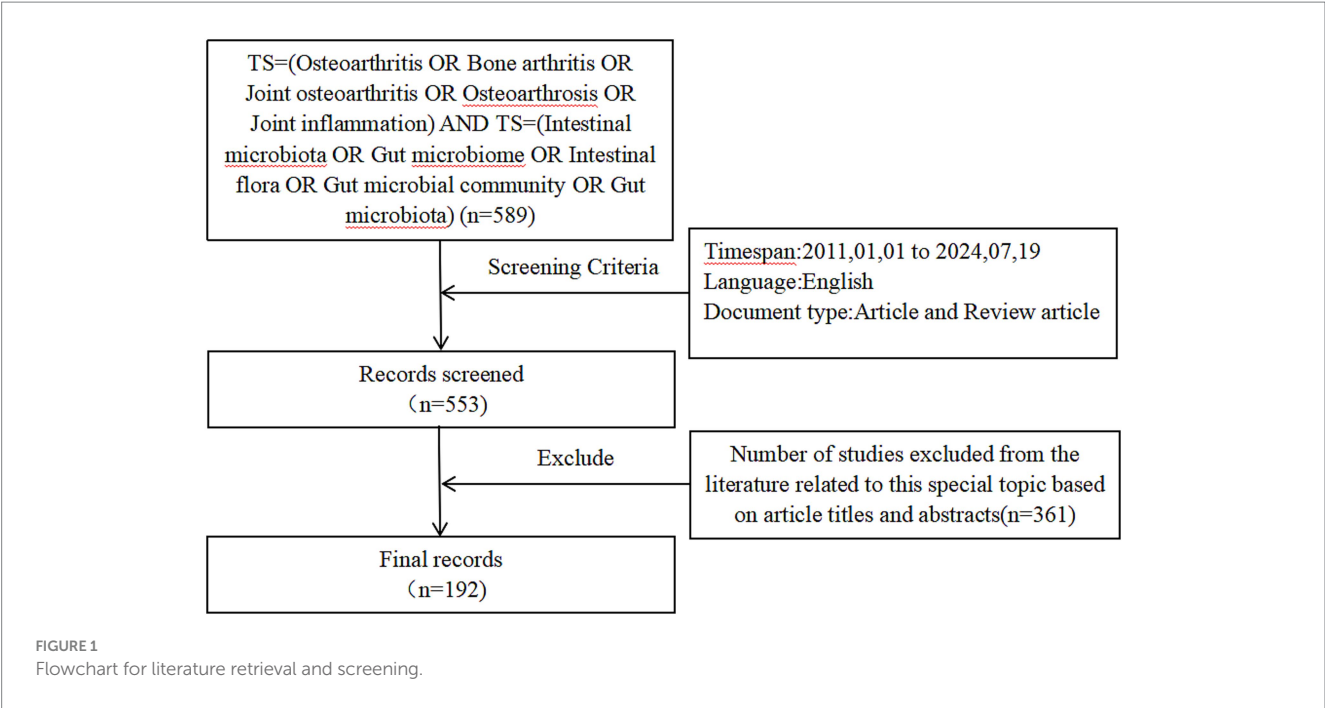 TS=(Osteoarthritis OR Bone arthritis OR
Joint osteoarthritis OR Osteoarthrosis OR
Joint inflammation) AND TS=(Intestinal
microbiota OR Gut microbiome OR Intestinal
flora OR Gut microbial community OR Gut
microbiota) (n=589)
Screening Criteria
Timespan:2011,01,01 to 2024,07,19
Language:English
Document type:Article and Review article
Records screened
（n=553)
Exclude
Number of studies excluded from the
literature related to this special topic based
on article titles and abstracts(n=361)
Final records
（n=192)
FIGURE 1
Flowchart for literature retrieval and screening.